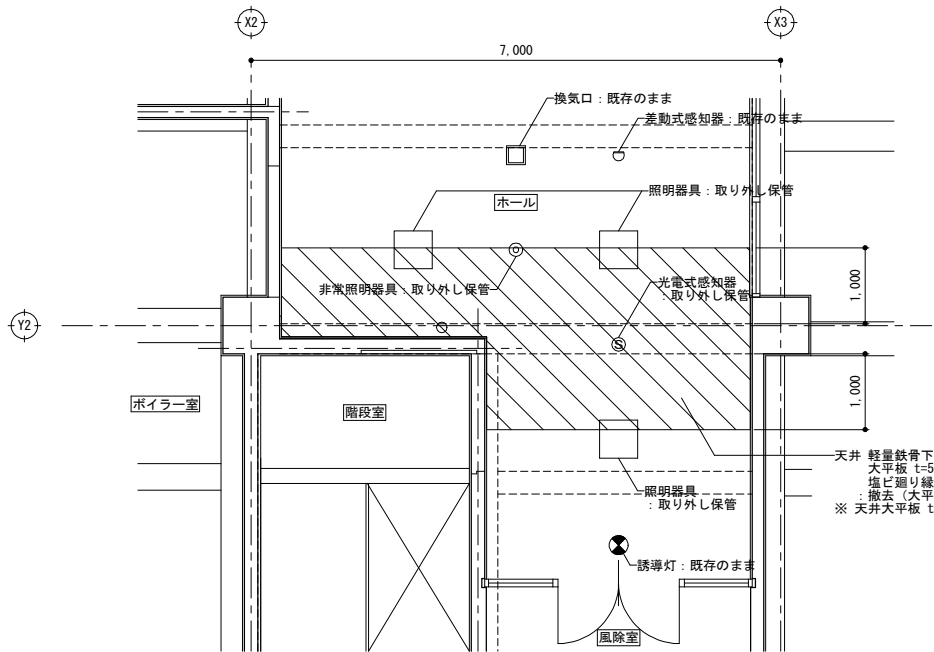 X2
X3
7,000
換気口：既存のまま
差動式感知器：既存のまま
照明器具：取り外し保管
ホール
非常照明器具：取り外し保管
光電式感知器
：取り外し保管
S
1,000
Y2
1,000
ボイラー室
階段室
天井 軽量鉄骨下
大平板 t=5
塩ビ廻り縁
：撤去（大平
※ 天井大平板 t
照明器具
：取り外し保管
誘導灯：既存のまま
風除室